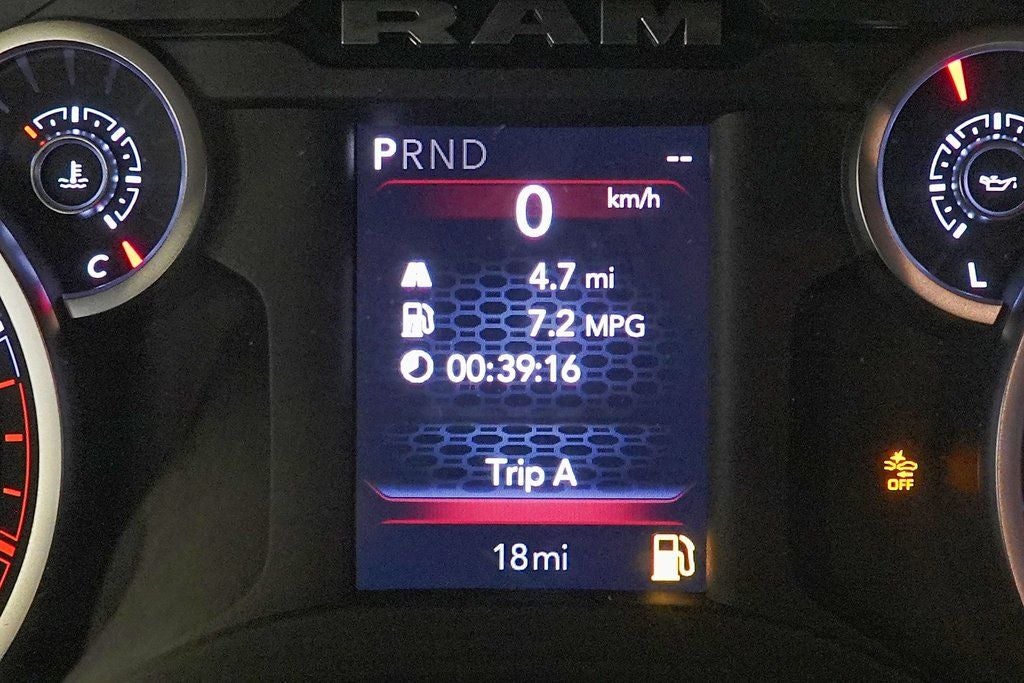 RAM
PRND --
0 km/h
4.7 mi
7.2 MPG
00:39:16
Trip A
18mi
C
L
OFF